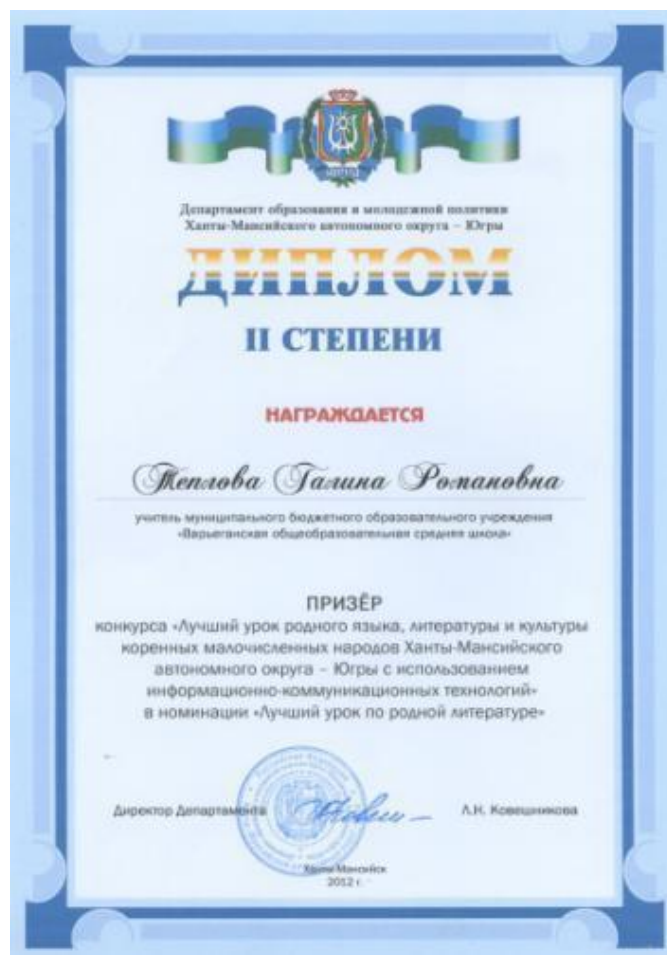 Департамент образования и молодежной политики
Ханты-Мансийского автономного округа – Югры
ДИПЛОМ
II СТЕПЕНИ
НАГРАЖДАЕТСЯ
Теплова Галина Романовна
учитель муниципального бюджетного образовательного учреждения
«Варьеганская общеобразовательная средняя школа»
ПРИЗЁР
конкурса «Лучший урок родного языка, литературы и культуры
коренных малочисленных народов Ханты-Мансийского
автономного округа – Югры с использованием
информационно-коммуникационных технологий»
в номинации «Лучший урок по родной литературе»
Директор Департамента Л.Н. Ковешникова
Ханты-Мансийск
2012 г.